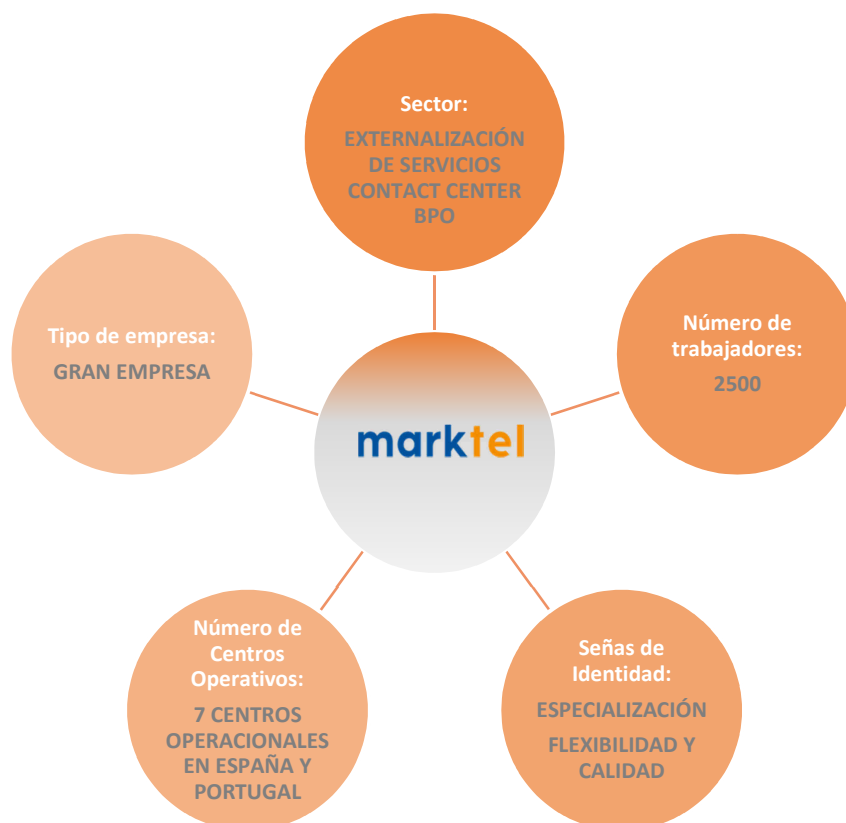 Sector:
EXTERNALIZACIÓN
DE SERVICIOS
CONTACT CENTER
BPO
Número de
trabajadores:
2500
Señas de
Identidad:
ESPECIALIZACIÓN
FLEXIBILIDAD Y
CALIDAD
Número de
Centros
Operativos:
7 CENTROS
OPERACIONALES
EN ESPAÑA Y
PORTUGAL
Tipo de empresa:
GRAN EMPRESA
marktel